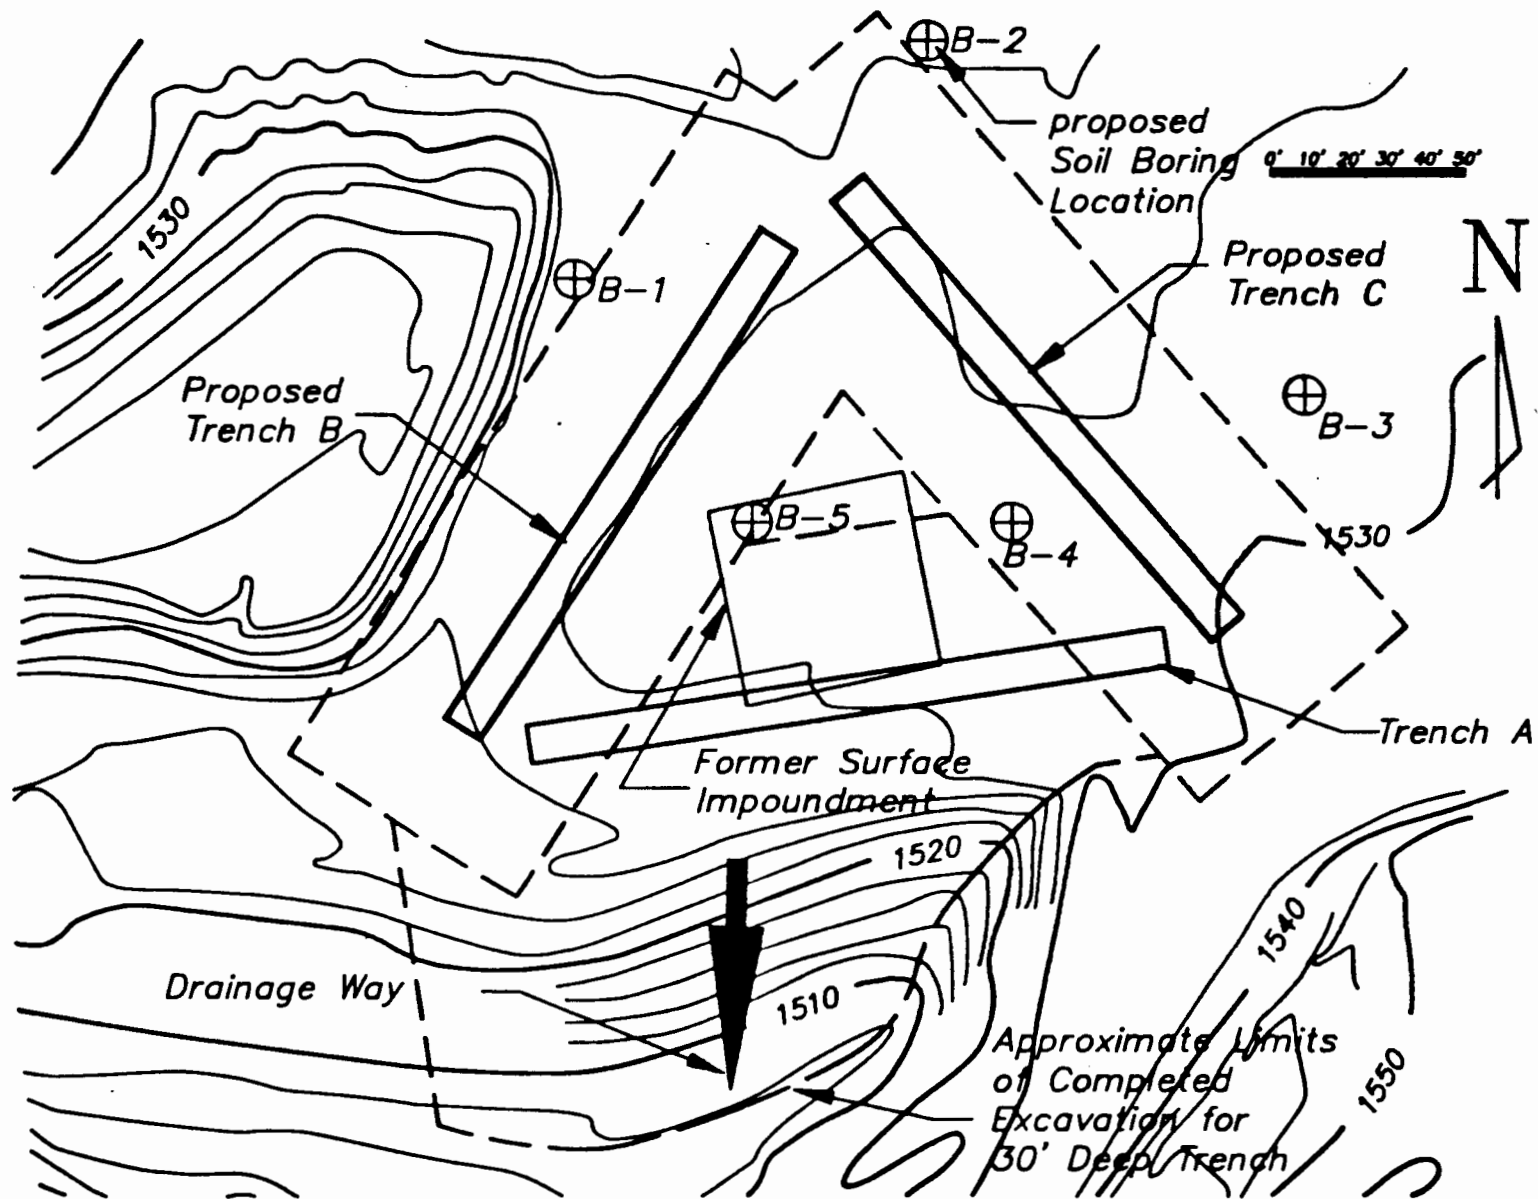 B-2
proposed
Soil Boring
Location
0' 10' 20' 30' 40' 50'
N
1530
B-1
Proposed
Trench C
Proposed
Trench B
B-3
B-5
B-4
1530
Trench A
Former Surface
Impoundment
1520
1540
Drainage Way
1510
Approximate Limits
of Completed
Excavation for
30' Deep Trench
1550